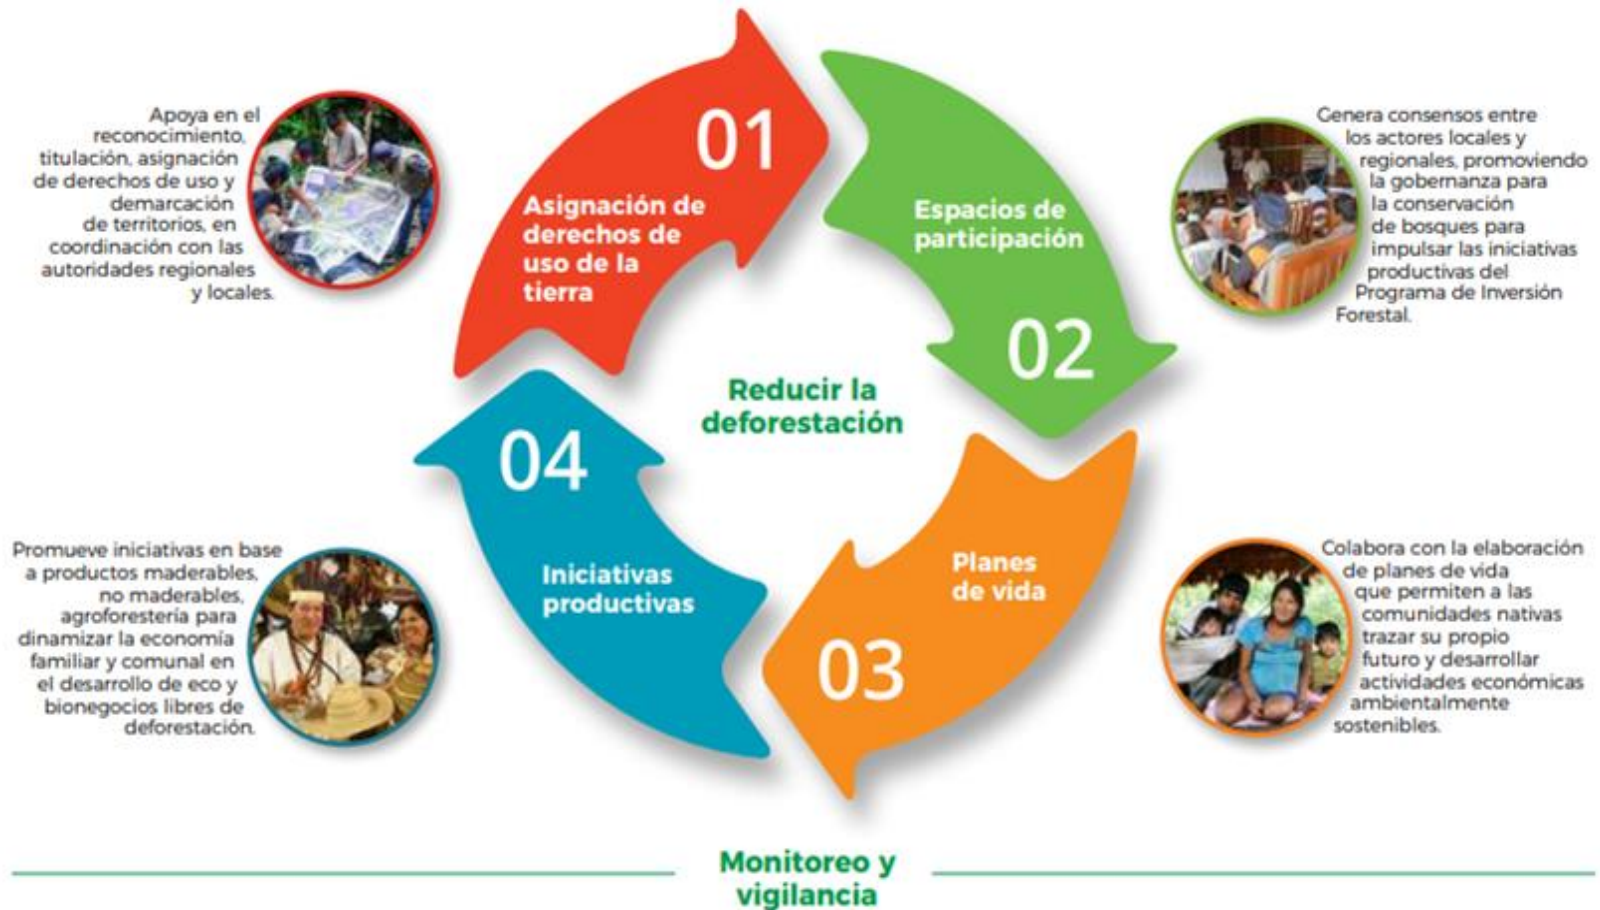 01
Asignación de
derechos de
uso de la
tierra
Apoya en el
reconocimiento,
titulación, asignación
de derechos de uso y
demarcación
de territorios, en
coordinación con las
autoridades regionales
y locales.
Espacios de
participación
02
Genera consensos entre
los actores locales y
regionales, promoviendo
la gobernanza para
la conservación
de bosques para
impulsar las iniciativas
productivas del
Programa de Inversión
Forestal.
Reducir la
deforestación
Planes
de vida
03
Colabora con la elaboración
de planes de vida
que permiten a las
comunidades nativas
trazar su propio
futuro y desarrollar
actividades económicas
ambientalmente
sostenibles.
04
Iniciativas
productivas
Promueve iniciativas en base
a productos maderables,
no maderables,
agroforestería para
dinamizar la economía
familiar y comunal en
el desarrollo de eco y
bionegocios libres de
deforestación.
Monitoreo y
vigilancia